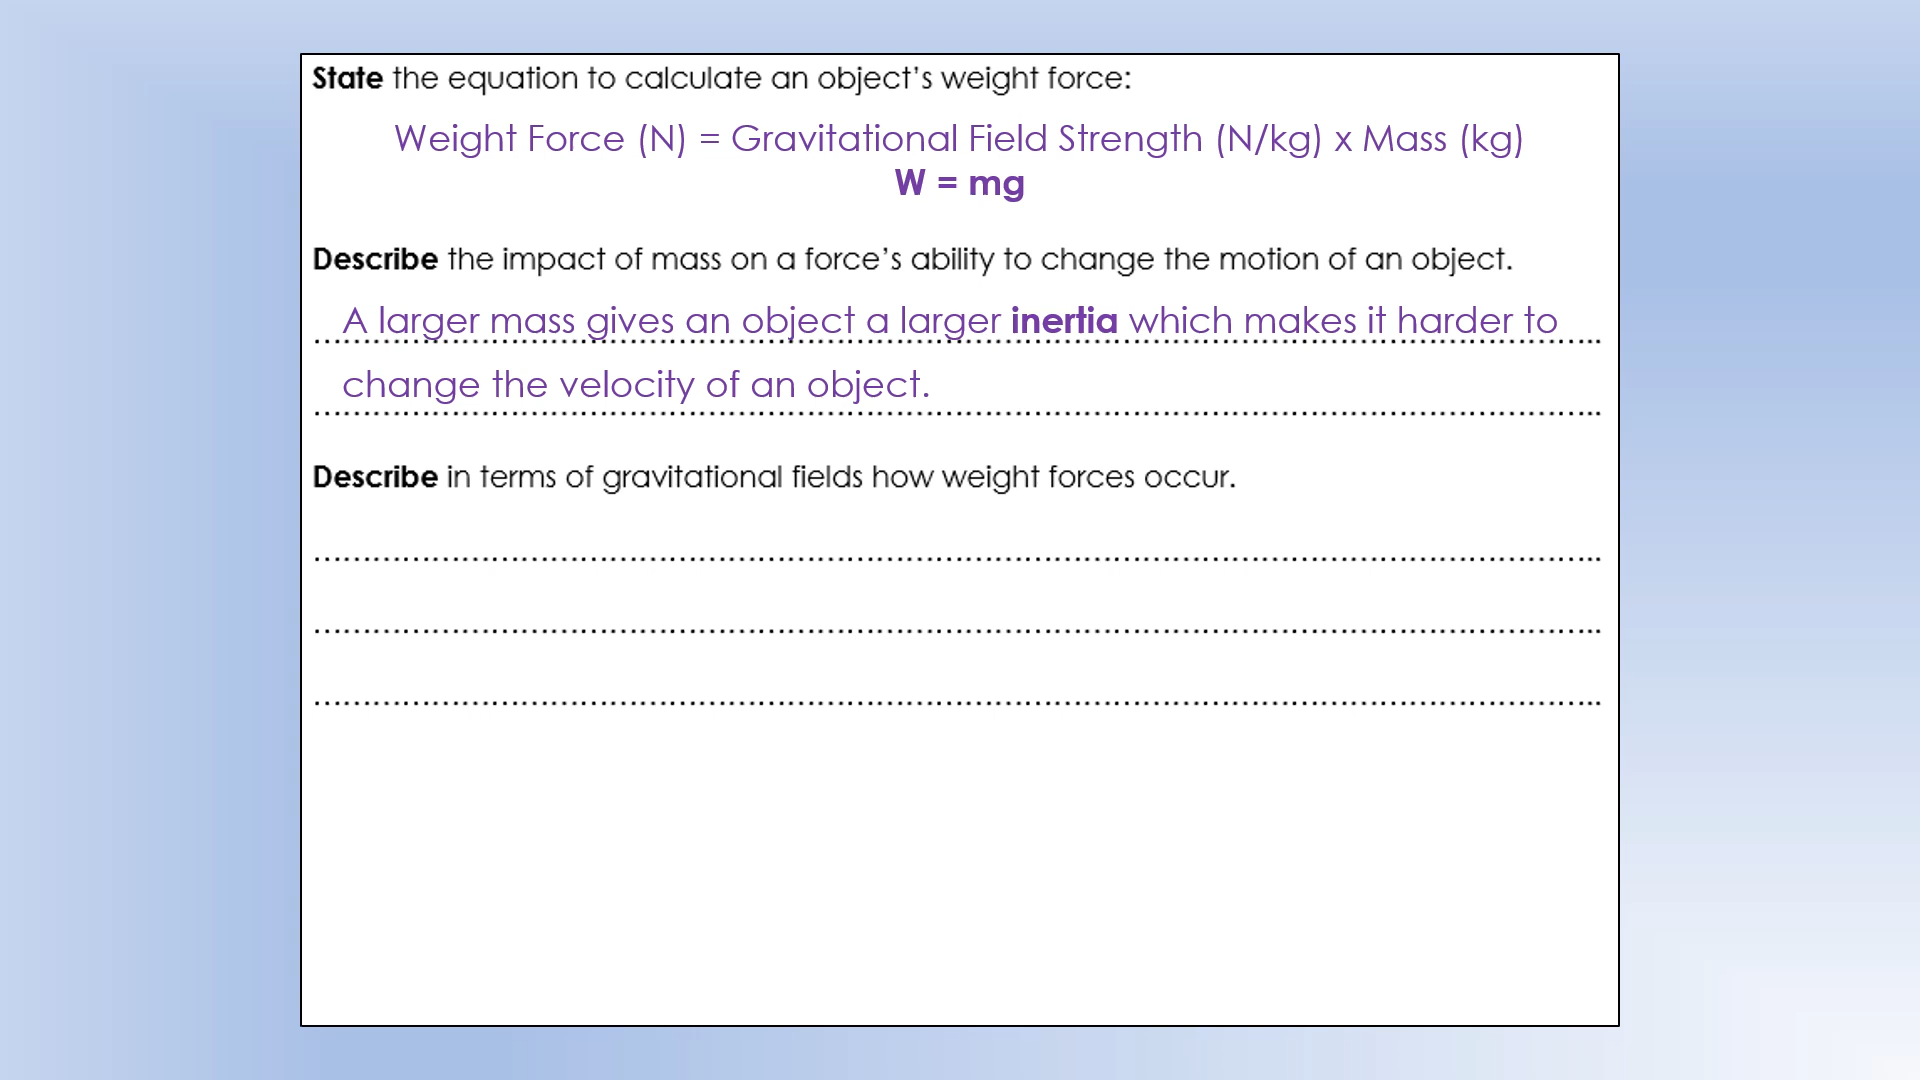 State the equation to calculate an object’s weight force:
Weight Force (N) = Gravitational Field Strength (N/kg) x Mass (kg)
W = mg
Describe the impact of mass on a force’s ability to change the motion of an object.
A larger mass gives an object a larger inertia which makes it harder to
change the velocity of an object.
Describe in terms of gravitational fields how weight forces occur.